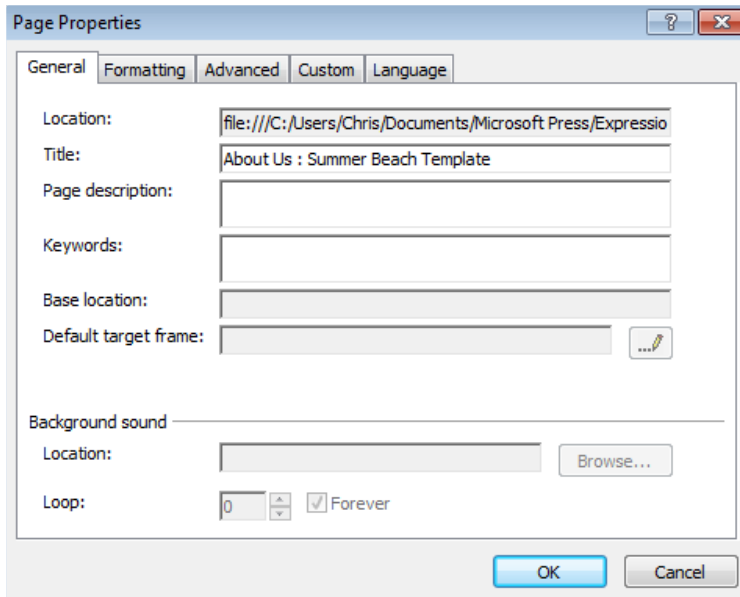 Page Properties
General Formatting Advanced Custom Language
Location: file:///C:/Users/Chris/Documents/Microsoft Press/Expressio
Title: About Us : Summer Beach Template
Page description:
Keywords:
Base location:
Default target frame: ...
Background sound
Location: Browse...
Loop: 0 Forever
OK Cancel